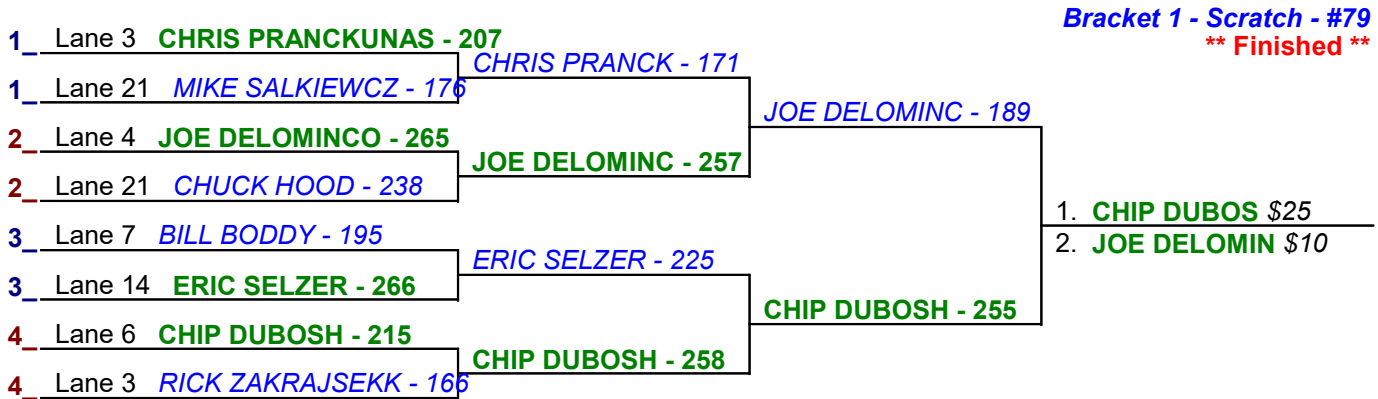 Bracket 1 - Scratch - #79
** Finished **
1_ Lane 3 CHRIS PRANCKUNAS - 207
1_ Lane 21 MIKE SALKIEWCZ - 176
2_ Lane 4 JOE DELOMINCO - 265
2_ Lane 21 CHUCK HOOD - 238
3_ Lane 7 BILL BODDY - 195
3_ Lane 14 ERIC SELZER - 266
4_ Lane 6 CHIP DUBOSH - 215
4_ Lane 3 RICK ZAKRAJSEKK - 166
CHRIS PRANCK - 171
JOE DELOMINC - 257
ERIC SELZER - 225
CHIP DUBOSH - 258
JOE DELOMINC - 189
CHIP DUBOSH - 255
1. CHIP DUBOS $25
2. JOE DELOMIN $10